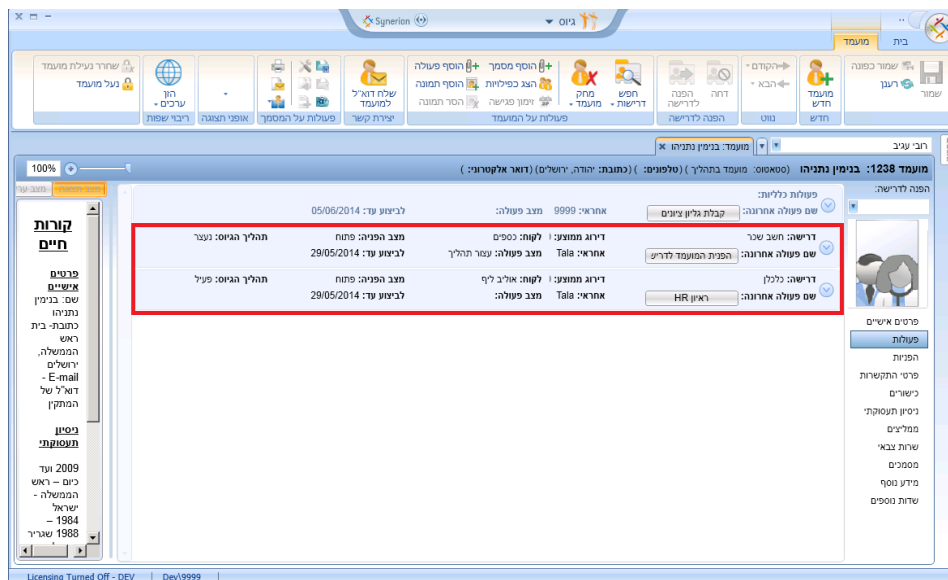 Synerion
גיוס
בית
מועמד
שמור
שמור כפונה
רענן
מועמד חדש
הקודם
הבא
דחה
הפנה לדרישה
חפש דרישות
מחק מועמד
הוסף מסמך
הוסף פעולה
הצג כפילויות
הוסף תמונה
זימון פגישה
הסר תמונה
שלח דוא"ל למועמד
הזן ערכים
שחרר נעילת מועמד
נעל מועמד
חדש
נווט
הפנה לדרישה
פעולות על המועמד
יצירת קשר
פעולות על המסמך
אופני תצוגה
ריבוי שפות
רובי עגיב
מועמד: בנימין נתניהו
מועמד 1238: בנימין נתניהו (סטאטוס: מועמד בתהליך ) (טלפונים: ) (כתובת: יהודה, ירושלים) (דואר אלקטרוני: )
100%
הפנה לדרישה:
פרטים אישיים
פעולות
הפניות
פרטי התקשרות
כישורים
ניסיון תעסוקתי
ממליצים
שרות צבאי
מסמכים
מידע נוסף
שדות נוספים
פעולות כלליות:
שם פעולה אחרונה: קבלת גליון ציונים אחראי: 9999 מצב פעולה: לביצוע עד: 05/06/2014
דרישה: חשב שכר דירוג ממוצע: לקוח: כספים מצב הפניה: פתוח תהליך הגיוס: נעצר
שם פעולה אחרונה: הפנית המועמד לדריש אחראי: Tala מצב פעולה: עצור תהליך לביצוע עד: 29/05/2014
דרישה: כלכלן דירוג ממוצע: לקוח: אוליב ליף מצב הפניה: פתוח תהליך הגיוס: פעיל
שם פעולה אחרונה: ראיון HR אחראי: Tala מצב פעולה: לביצוע עד: 29/05/2014
קורות
חיים
פרטים
אישיים
שם: בנימין
נתניהו
כתובת- בית
ראש
הממשלה,
ירושלים
E-mail -
דוא"ל של
המתקין
ניסיון
תעסוקתי
2009 ועד
כיום – ראש
הממשלה -
ישראל
1984 –
1988 שגריר
Licensing Turned Off - DEV
Dev\9999